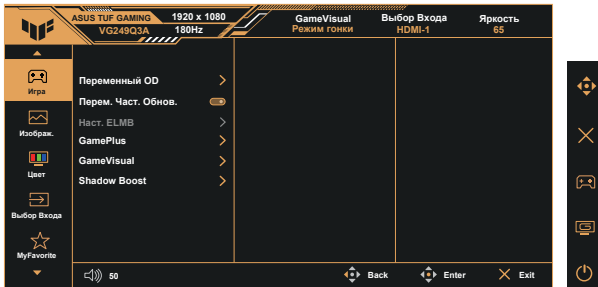 ASUS TUF GAMING 1920 x 1080
VG249Q3A 180Hz
GameVisual
Режим гонки
Выбор Входа
HDMI-1
Яркость
65
Игра
Изображ.
Цвет
Выбор Входа
MyFavorite
Переменный OD
Перем. Част. Обнов.
Наст. ELMB
GamePlus
GameVisual
Shadow Boost
50
Back
Enter
Exit